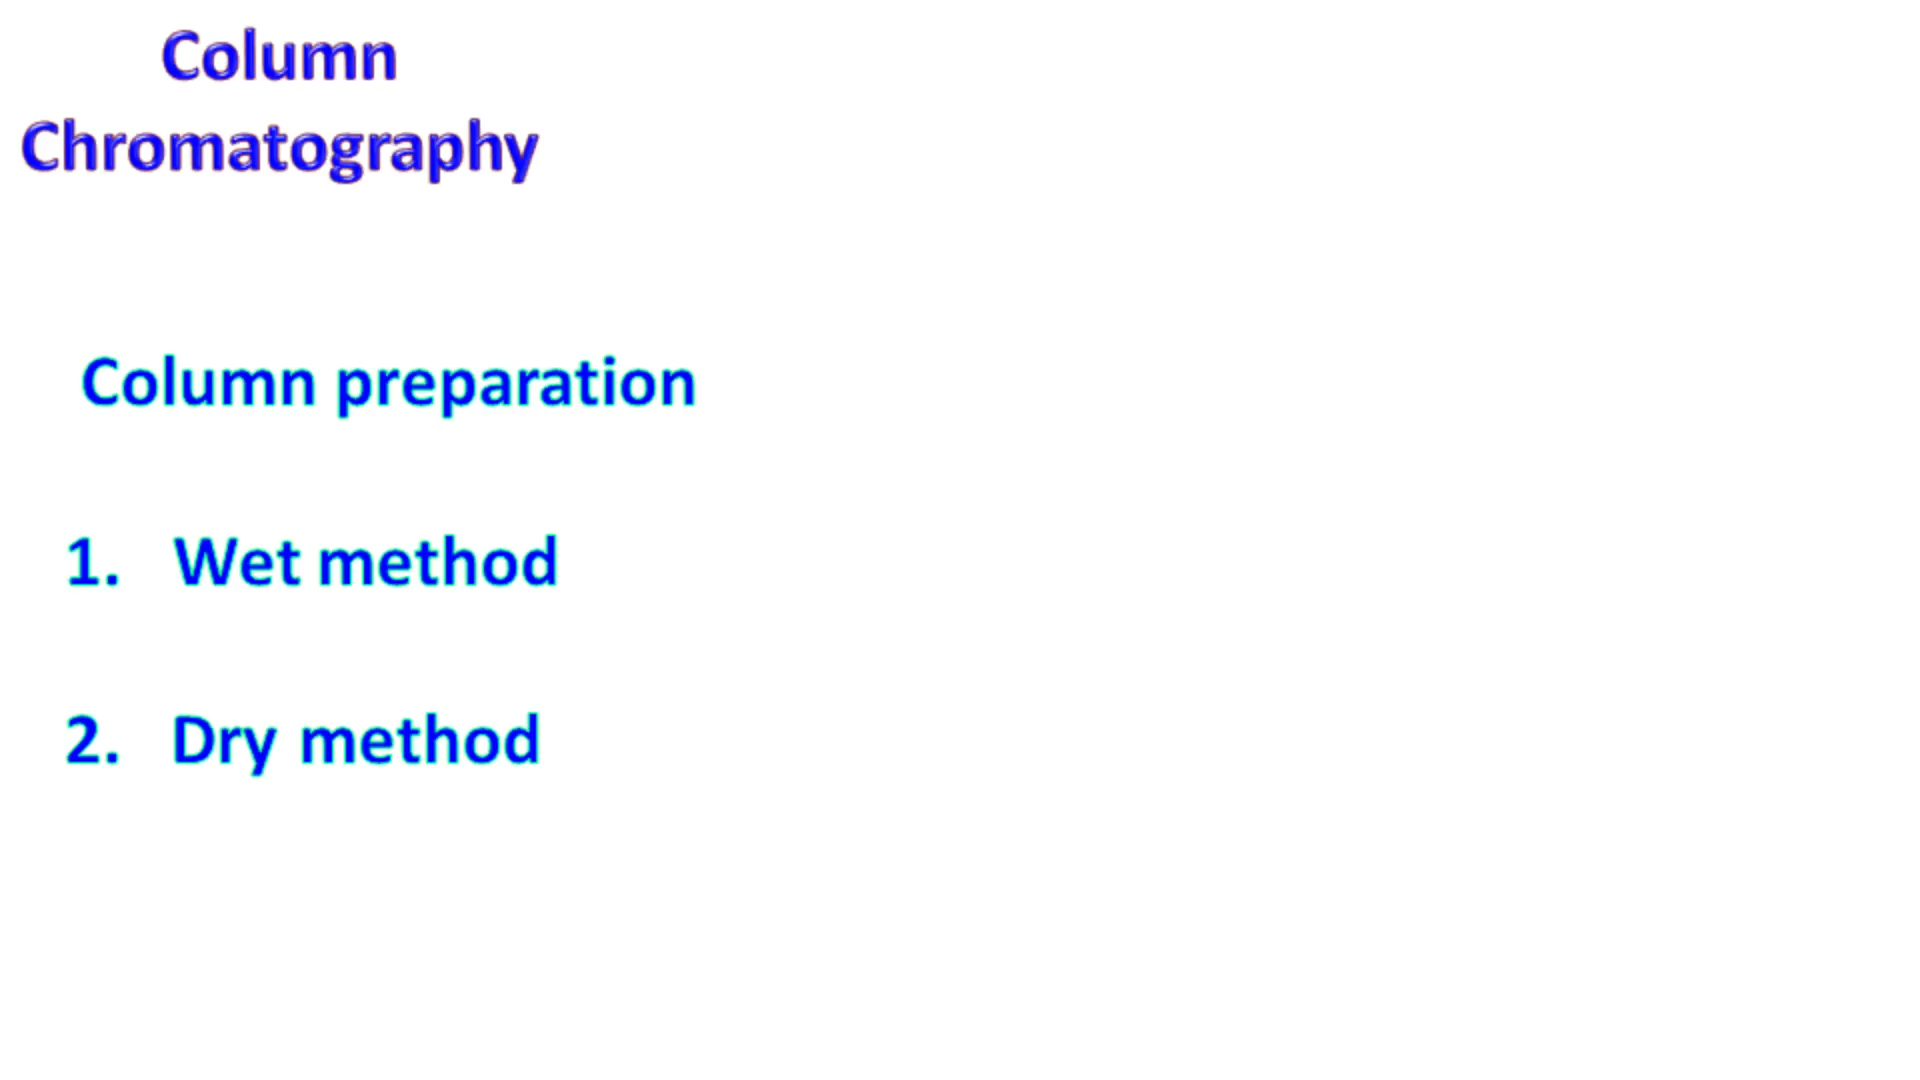 Column
Chromatography
Column preparation
1. Wet method
2. Dry method